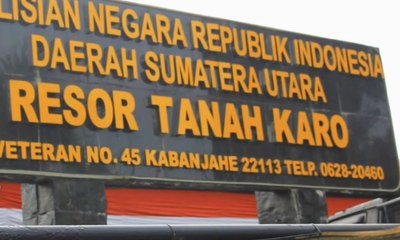 LISIAN NEGARA REPUBLIK INDONESIA
DAERAH SUMATERA UTARA
RESOR TANAH KARO
VETERAN NO. 45 KABANJAHE 22113 TELP. 0628-20460